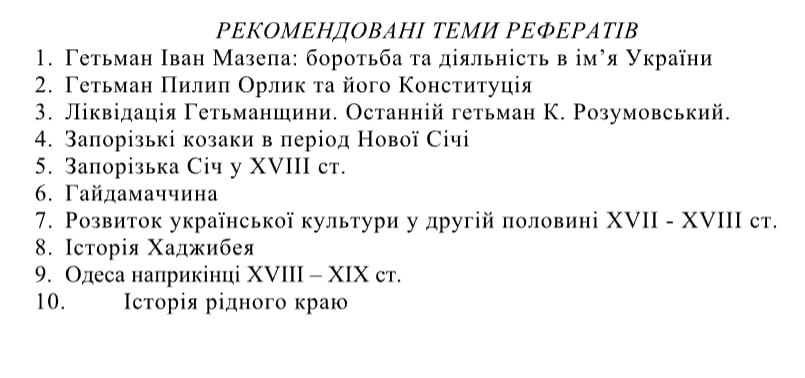 РЕКОМЕНДОВАНІ ТЕМИ РЕФЕРАТІВ
1. Гетьман Іван Мазепа: боротьба та діяльність в ім’я України
2. Гетьман Пилип Орлик та його Конституція
3. Ліквідація Гетьманщини. Останній гетьман К. Розумовський.
4. Запорізькі козаки в період Нової Січі
5. Запорізька Січ у XVIII ст.
6. Гайдамаччина
7. Розвиток української культури у другій половині XVII - XVIII ст.
8. Історія Хаджибея
9. Одеса наприкінці XVIII – XIX ст.
10. Історія рідного краю